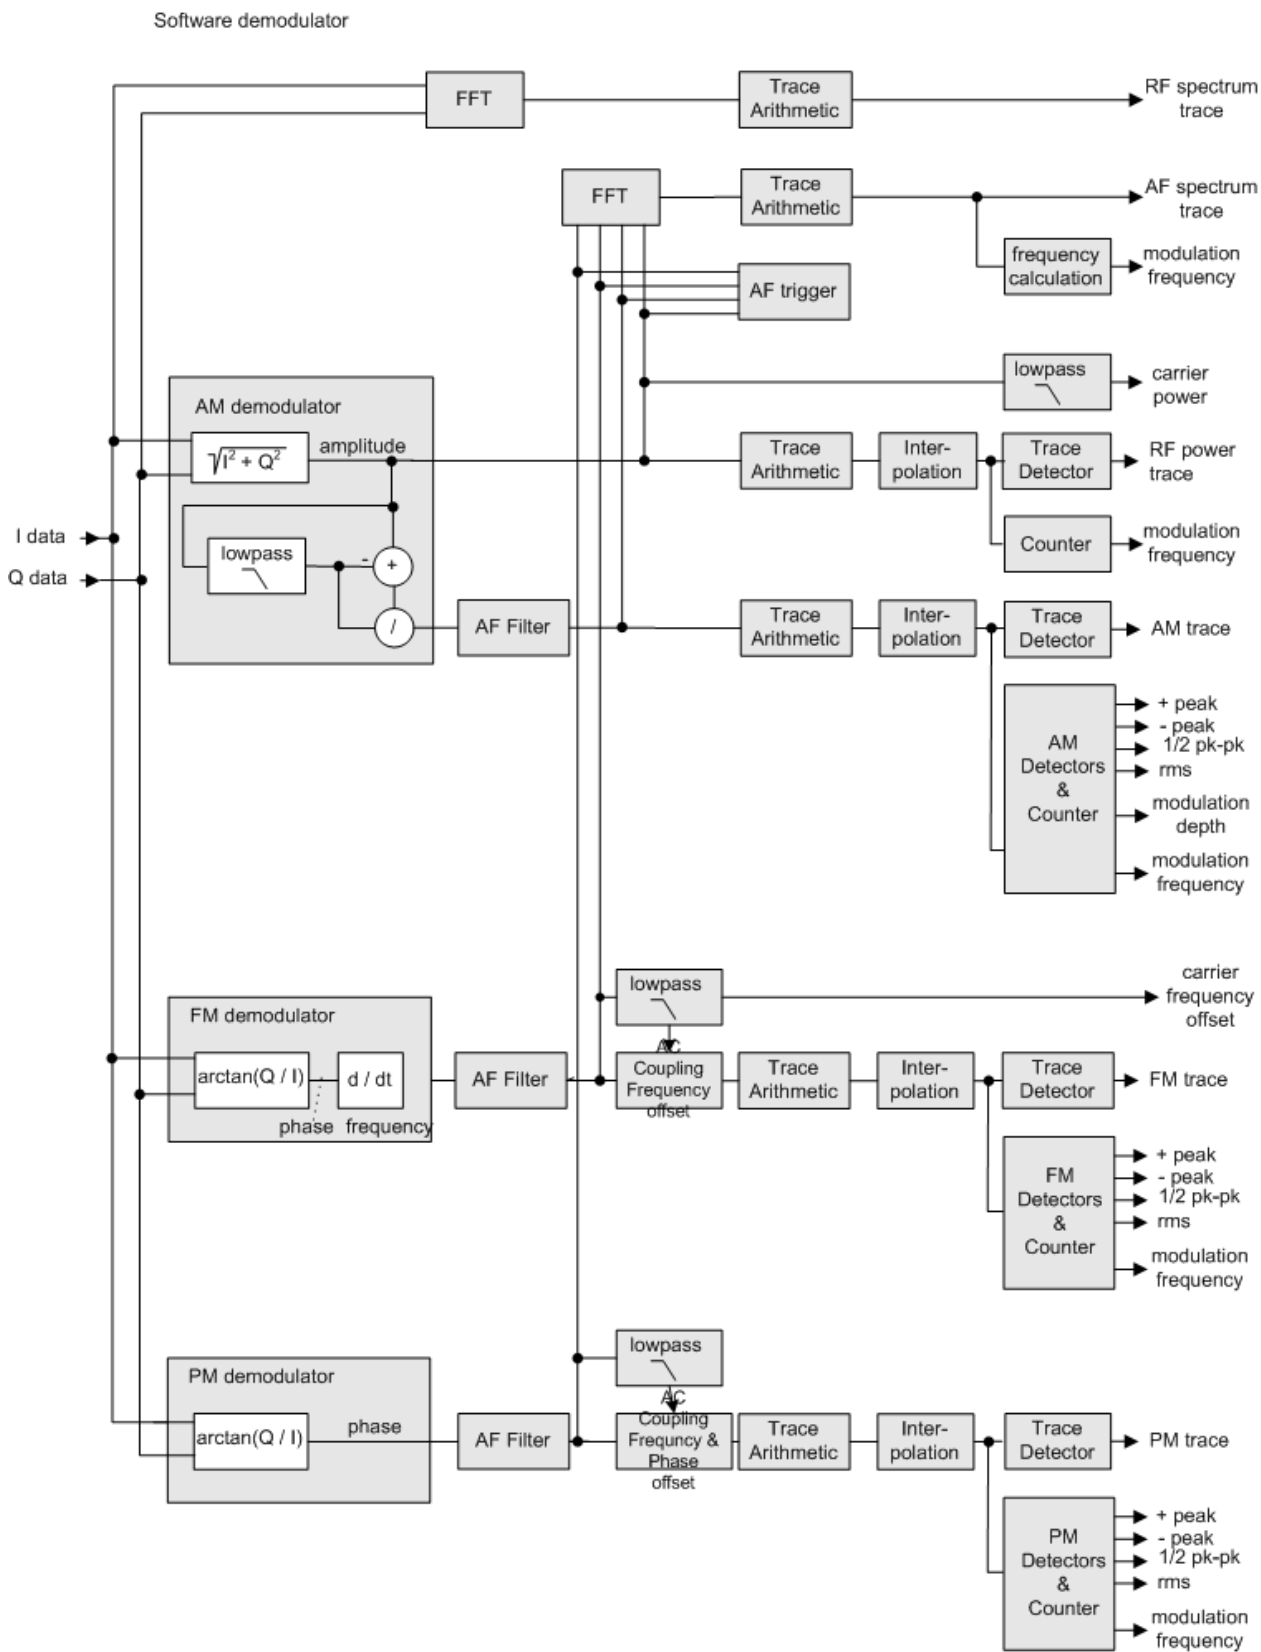 Software demodulator
FFT
Trace
Arithmetic
RF spectrum
trace
FFT
Trace
Arithmetic
AF spectrum
trace
frequency
calculation
modulation
frequency
AF trigger
lowpass
carrier
power
AM demodulator
√I² + Q²
amplitude
Trace
Arithmetic
Inter-
polation
Trace
Detector
RF power
trace
I data
Q data
lowpass
-
+
/
Counter
modulation
frequency
AF Filter
Trace
Arithmetic
Inter-
polation
Trace
Detector
AM trace
AM
Detectors
&
Counter
+ peak
- peak
1/2 pk-pk
rms
modulation
depth
modulation
frequency
lowpass
carrier
frequency
offset
FM demodulator
arctan(Q / I)
d / dt
phase
frequency
AF Filter
AC
Coupling
Frequency
offset
Trace
Arithmetic
Inter-
polation
Trace
Detector
FM trace
FM
Detectors
&
Counter
+ peak
- peak
1/2 pk-pk
rms
modulation
frequency
lowpass
PM demodulator
arctan(Q / I)
phase
AF Filter
AC
Coupling
Frequncy &
Phase
offset
Trace
Arithmetic
Inter-
polation
Trace
Detector
PM trace
PM
Detectors
&
Counter
+ peak
- peak
1/2 pk-pk
rms
modulation
frequency